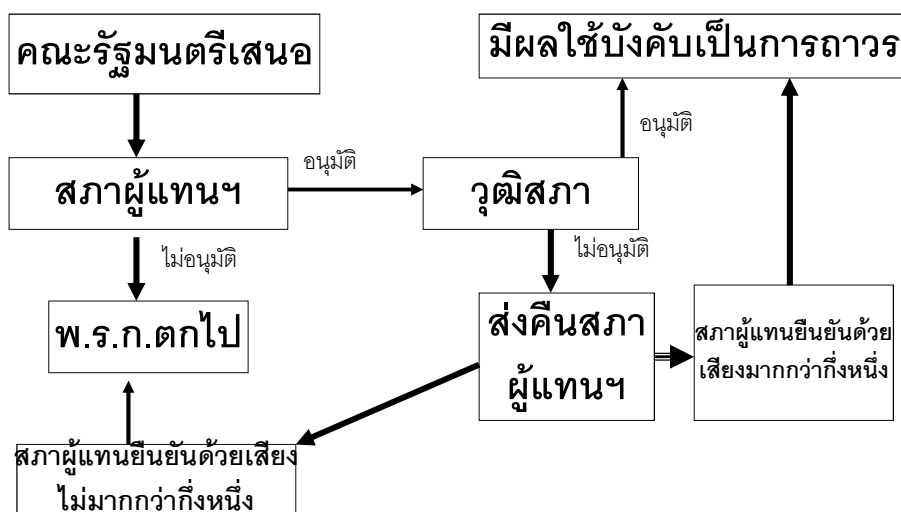 คณะรัฐมนตรีเสนอ
มีผลใช้บังคับเป็นการถาวร
อนุมัติ
อนุมัติ
สภาผู้แทนฯ
วุฒิสภา
ไม่อนุมัติ
ไม่อนุมัติ
พ.ร.ก.ตกไป
ส่งคืนสภา
ผู้แทนฯ
สภาผู้แทนยืนยันด้วย
เสียงมากกว่ากึ่งหนึ่ง
สภาผู้แทนยืนยันด้วยเสียง
ไม่มากกว่ากึ่งหนึ่ง